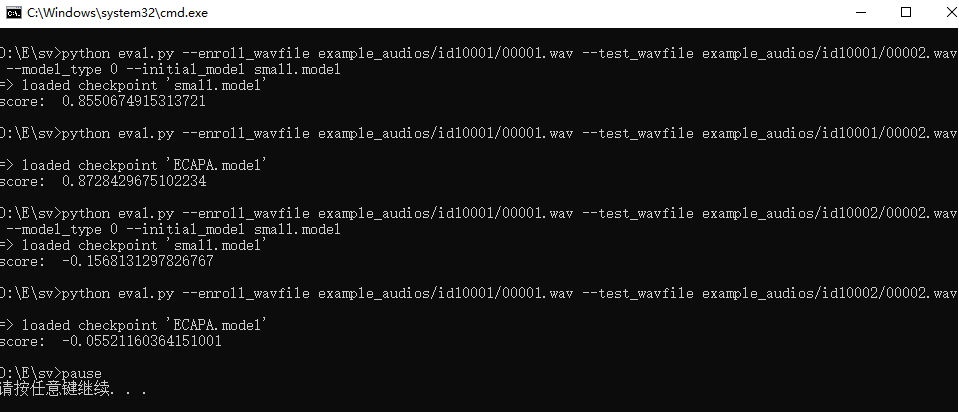 C:\Windows\system32\cmd.exe
D:\E\sv>python eval.py --enroll_wavfile example_audios/id10001/00001.wav --test_wavfile example_audios/id10001/00002.wav
--model_type 0 --initial_model small.model
=> loaded checkpoint 'small.model'
score: 0.8550674915313721
D:\E\sv>python eval.py --enroll_wavfile example_audios/id10001/00001.wav --test_wavfile example_audios/id10001/00002.wav
=> loaded checkpoint 'ECAPA.model'
score: 0.8728429675102234
D:\E\sv>python eval.py --enroll_wavfile example_audios/id10001/00001.wav --test_wavfile example_audios/id10002/00002.wav
--model_type 0 --initial_model small.model
=> loaded checkpoint 'small.model'
score: -0.1568131297826767
D:\E\sv>python eval.py --enroll_wavfile example_audios/id10001/00001.wav --test_wavfile example_audios/id10002/00002.wav
=> loaded checkpoint 'ECAPA.model'
score: -0.05521160364151001
D:\E\sv>pause
请按任意键继续. . .